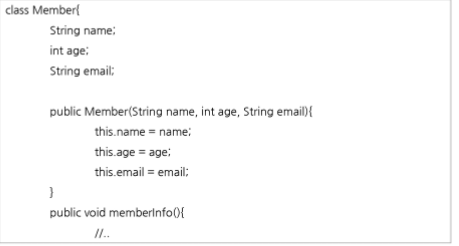 class Member{
String name;
int age;
String email;
public Member(String name, int age, String email){
this.name = name;
this.age = age;
this.email = email;
}
public void memberInfo(){
//..